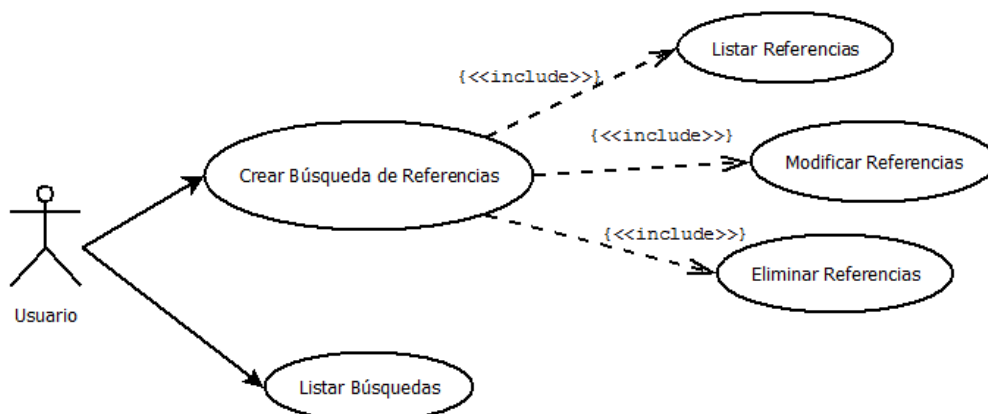 Listar Referencias
{<<include>>}
{<<include>>}
Modificar Referencias
Crear Búsqueda de Referencias
{<<include>>}
Eliminar Referencias
Usuario
Listar Búsquedas